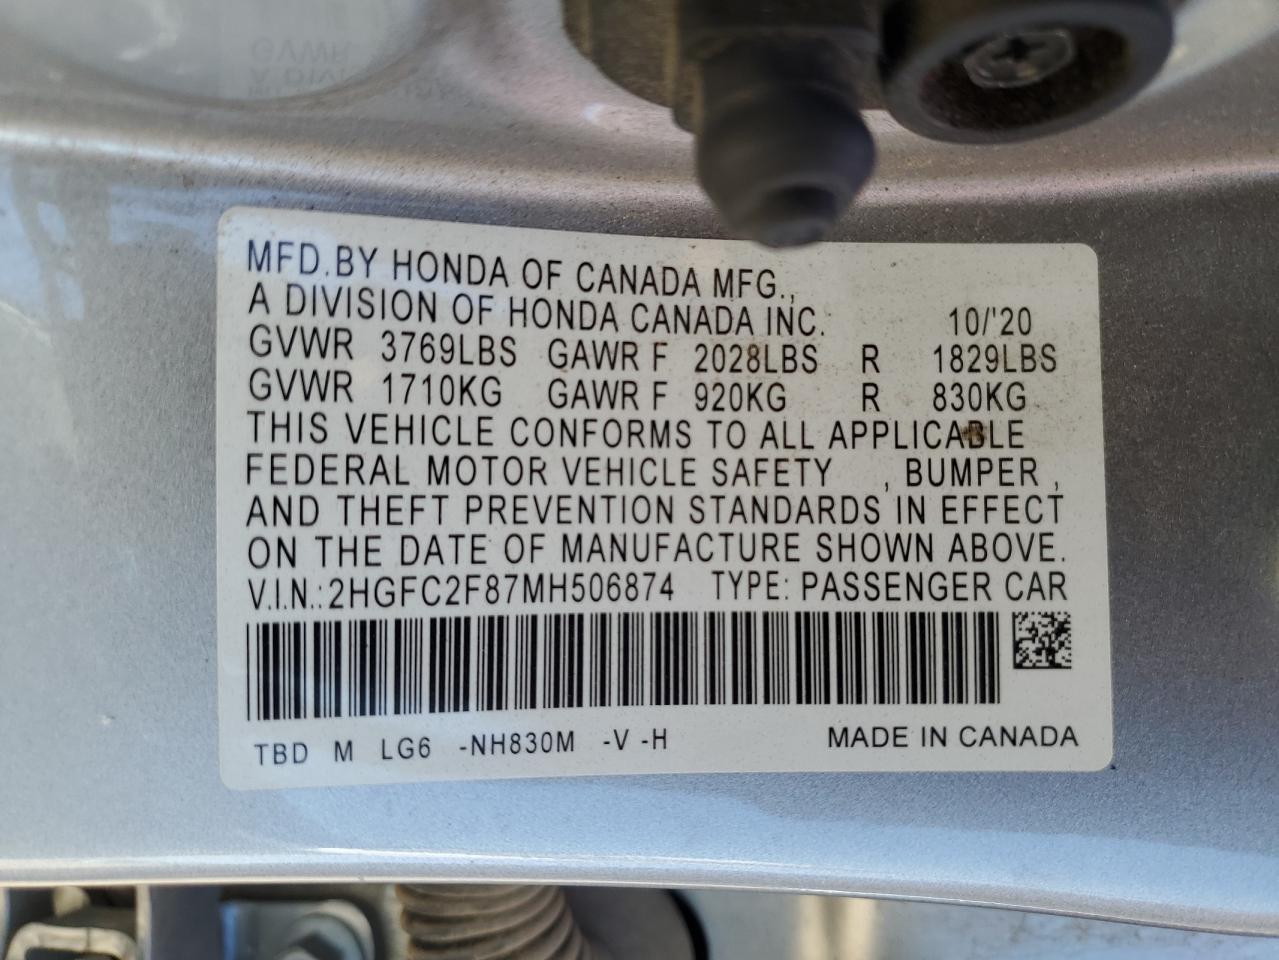 MFD.BY HONDA OF CANADA MFG.,
A DIVISION OF HONDA CANADA INC. 10/'20
GVWR 3769LBS GAWR F 2028LBS R 1829LBS
GVWR 1710KG GAWR F 920KG R 830KG
THIS VEHICLE CONFORMS TO ALL APPLICABLE
FEDERAL MOTOR VEHICLE SAFETY , BUMPER ,
AND THEFT PREVENTION STANDARDS IN EFFECT
ON THE DATE OF MANUFACTURE SHOWN ABOVE.
V.I.N.:2HGFC2F87MH506874 TYPE: PASSENGER CAR
TBD M LG6 -NH830M -V -H MADE IN CANADA